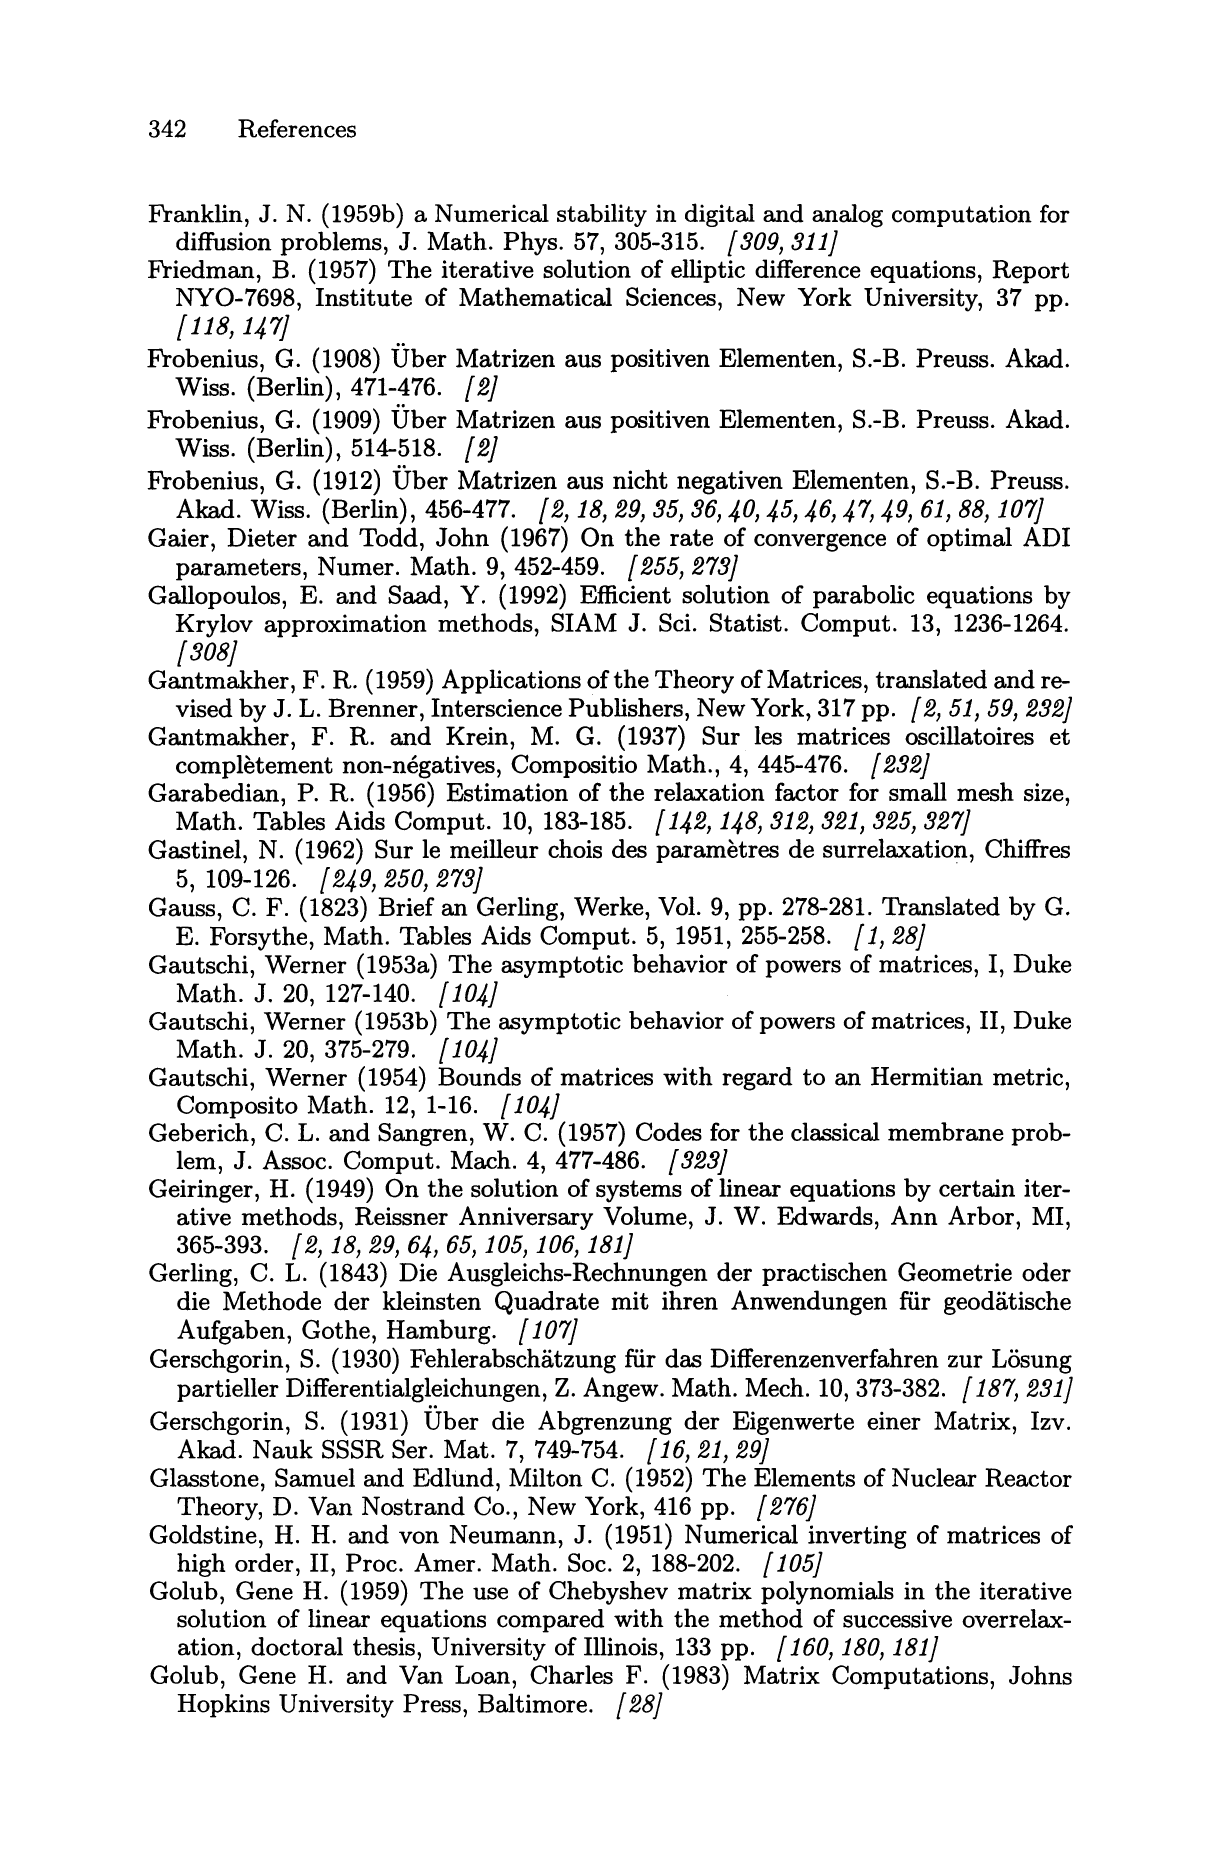 342 References
Franklin, J. N. (1959b) a Numerical stability in digital and analog computation for
diffusion problems, J. Math. Phys. 57, 305-315. [309, 311]
Friedman, B. (1957) The iterative solution of elliptic difference equations, Report
NYO-7698, Institute of Mathematical Sciences, New York University, 37 pp.
[118, 147]
Frobenius, G. (1908) Über Matrizen aus positiven Elementen, S.-B. Preuss. Akad.
Wiss. (Berlin), 471-476. [2]
Frobenius, G. (1909) Über Matrizen aus positiven Elementen, S.-B. Preuss. Akad.
Wiss. (Berlin), 514-518. [2]
Frobenius, G. (1912) Über Matrizen aus nicht negativen Elementen, S.-B. Preuss.
Akad. Wiss. (Berlin), 456-477. [2, 18, 29, 35, 36, 40, 45, 46, 47, 49, 61, 88, 107]
Gaier, Dieter and Todd, John (1967) On the rate of convergence of optimal ADI
parameters, Numer. Math. 9, 452-459. [255, 273]
Gallopoulos, E. and Saad, Y. (1992) Efficient solution of parabolic equations by
Krylov approximation methods, SIAM J. Sci. Statist. Comput. 13, 1236-1264.
[308]
Gantmakher, F. R. (1959) Applications of the Theory of Matrices, translated and re-
vised by J. L. Brenner, Interscience Publishers, New York, 317 pp. [2, 51, 59, 232]
Gantmakher, F. R. and Krein, M. G. (1937) Sur les matrices oscillatoires et
complètement non-négatives, Compositio Math., 4, 445-476. [232]
Garabedian, P. R. (1956) Estimation of the relaxation factor for small mesh size,
Math. Tables Aids Comput. 10, 183-185. [142, 148, 312, 321, 325, 327]
Gastinel, N. (1962) Sur le meilleur chois des paramètres de surrelaxation, Chiffres
5, 109-126. [249, 250, 273]
Gauss, C. F. (1823) Brief an Gerling, Werke, Vol. 9, pp. 278-281. Translated by G.
E. Forsythe, Math. Tables Aids Comput. 5, 1951, 255-258. [1, 28]
Gautschi, Werner (1953a) The asymptotic behavior of powers of matrices, I, Duke
Math. J. 20, 127-140. [104]
Gautschi, Werner (1953b) The asymptotic behavior of powers of matrices, II, Duke
Math. J. 20, 375-279. [104]
Gautschi, Werner (1954) Bounds of matrices with regard to an Hermitian metric,
Composito Math. 12, 1-16. [104]
Geberich, C. L. and Sangren, W. C. (1957) Codes for the classical membrane prob-
lem, J. Assoc. Comput. Mach. 4, 477-486. [323]
Geiringer, H. (1949) On the solution of systems of linear equations by certain iter-
ative methods, Reissner Anniversary Volume, J. W. Edwards, Ann Arbor, MI,
365-393. [2, 18, 29, 64, 65, 105, 106, 181]
Gerling, C. L. (1843) Die Ausgleichs-Rechnungen der practischen Geometrie oder
die Methode der kleinsten Quadrate mit ihren Anwendungen für geodätische
Aufgaben, Gothe, Hamburg. [107]
Gerschgorin, S. (1930) Fehlerabschätzung für das Differenzenverfahren zur Lösung
partieller Differentialgleichungen, Z. Angew. Math. Mech. 10, 373-382. [187, 231]
Gerschgorin, S. (1931) Über die Abgrenzung der Eigenwerte einer Matrix, Izv.
Akad. Nauk SSSR Ser. Mat. 7, 749-754. [16, 21, 29]
Glasstone, Samuel and Edlund, Milton C. (1952) The Elements of Nuclear Reactor
Theory, D. Van Nostrand Co., New York, 416 pp. [276]
Goldstine, H. H. and von Neumann, J. (1951) Numerical inverting of matrices of
high order, II, Proc. Amer. Math. Soc. 2, 188-202. [105]
Golub, Gene H. (1959) The use of Chebyshev matrix polynomials in the iterative
solution of linear equations compared with the method of successive overrelax-
ation, doctoral thesis, University of Illinois, 133 pp. [160, 180, 181]
Golub, Gene H. and Van Loan, Charles F. (1983) Matrix Computations, Johns
Hopkins University Press, Baltimore. [28]